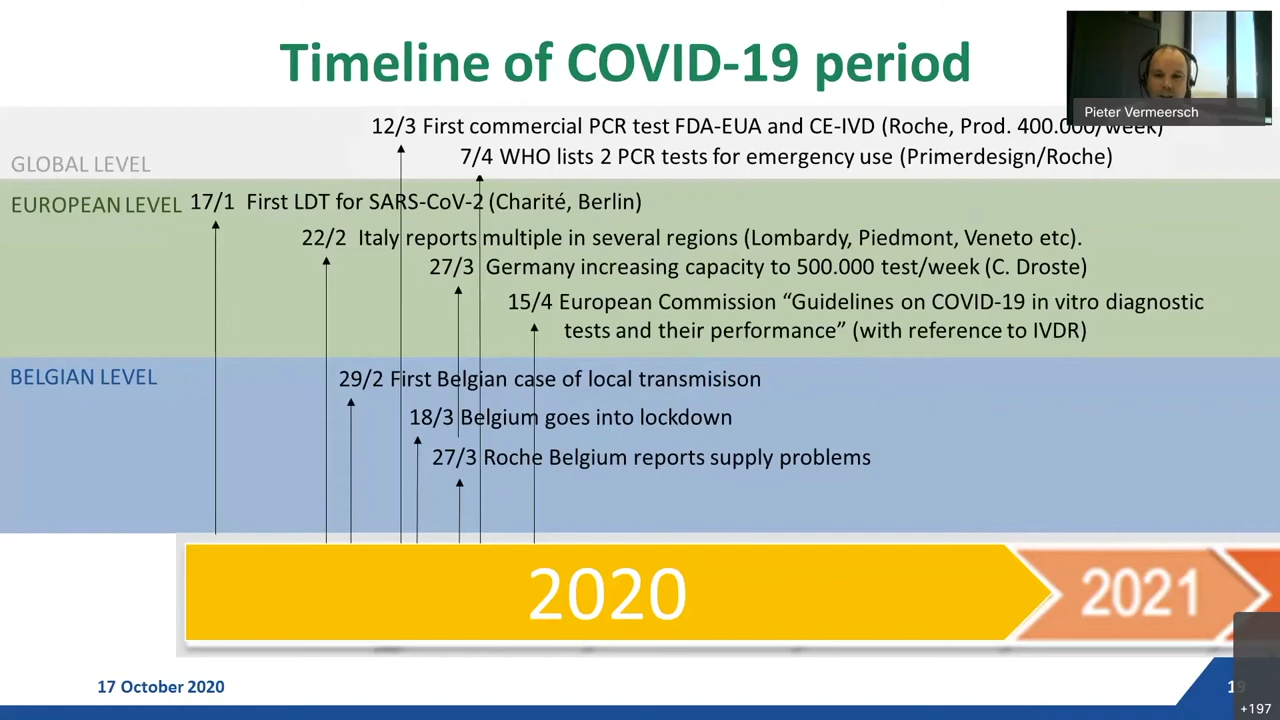 Timeline of COVID-19 period
Pieter Vermeersch
12/3 First commercial PCR test FDA-EUA and CE-IVD (Roche, Prod. 400.000/week)
GLOBAL LEVEL
7/4 WHO lists 2 PCR tests for emergency use (Primerdesign/Roche)
EUROPEAN LEVEL
17/1 First LDT for SARS-CoV-2 (Charité, Berlin)
22/2 Italy reports multiple in several regions (Lombardy, Piedmont, Veneto etc).
27/3 Germany increasing capacity to 500.000 test/week (C. Droste)
15/4 European Commission “Guidelines on COVID-19 in vitro diagnostic
tests and their performance” (with reference to IVDR)
BELGIAN LEVEL
29/2 First Belgian case of local transmisison
18/3 Belgium goes into lockdown
27/3 Roche Belgium reports supply problems
2020
2021
17 October 2020
19
+197